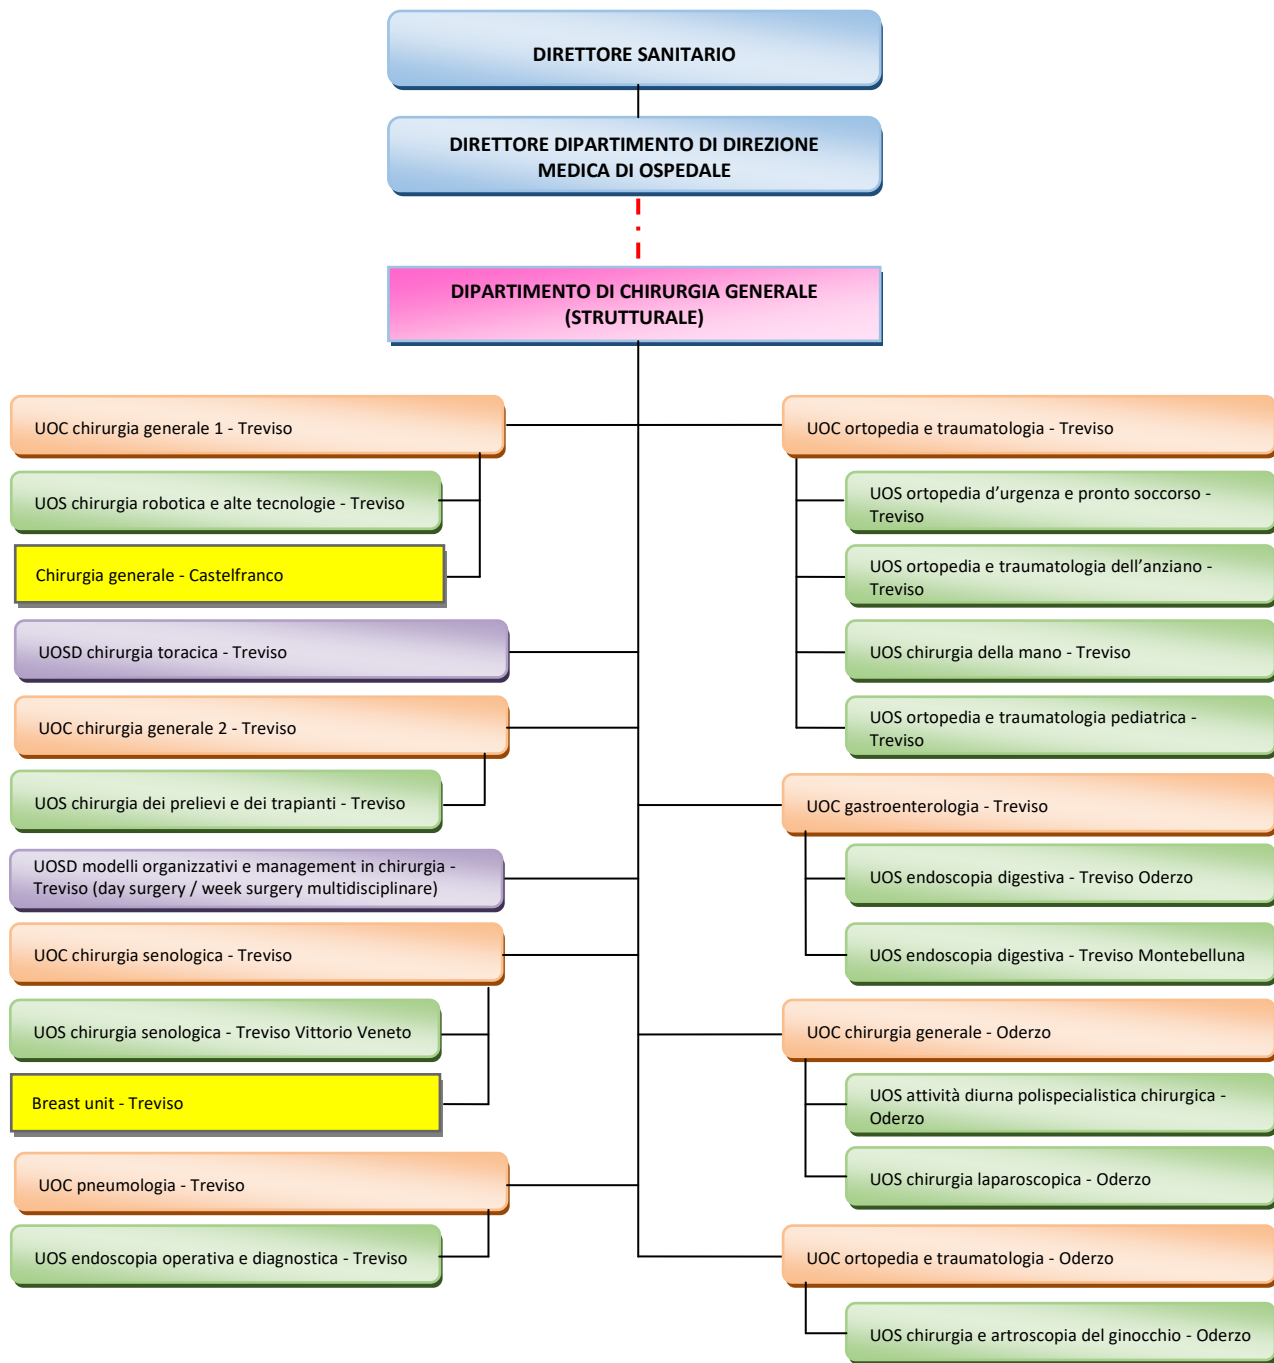 DIRETTORE SANITARIO
DIRETTORE DIPARTIMENTO DI DIREZIONE
MEDICA DI OSPEDALE
DIPARTIMENTO DI CHIRURGIA GENERALE
(STRUTTURALE)
UOC chirurgia generale 1 - Treviso
UOS chirurgia robotica e alte tecnologie - Treviso
Chirurgia generale - Castelfranco
UOSD chirurgia toracica - Treviso
UOC chirurgia generale 2 - Treviso
UOS chirurgia dei prelievi e dei trapianti - Treviso
UOSD modelli organizzativi e management in chirurgia -
Treviso (day surgery / week surgery multidisciplinare)
UOC chirurgia senologica - Treviso
UOS chirurgia senologica - Treviso Vittorio Veneto
Breast unit - Treviso
UOC pneumologia - Treviso
UOS endoscopia operativa e diagnostica - Treviso
UOC ortopedia e traumatologia - Treviso
UOS ortopedia d’urgenza e pronto soccorso -
Treviso
UOS ortopedia e traumatologia dell’anziano -
Treviso
UOS chirurgia della mano - Treviso
UOS ortopedia e traumatologia pediatrica -
Treviso
UOC gastroenterologia - Treviso
UOS endoscopia digestiva - Treviso Oderzo
UOS endoscopia digestiva - Treviso Montebelluna
UOC chirurgia generale - Oderzo
UOS attività diurna polispecialistica chirurgica -
Oderzo
UOS chirurgia laparoscopica - Oderzo
UOC ortopedia e traumatologia - Oderzo
UOS chirurgia e artroscopia del ginocchio - Oderzo